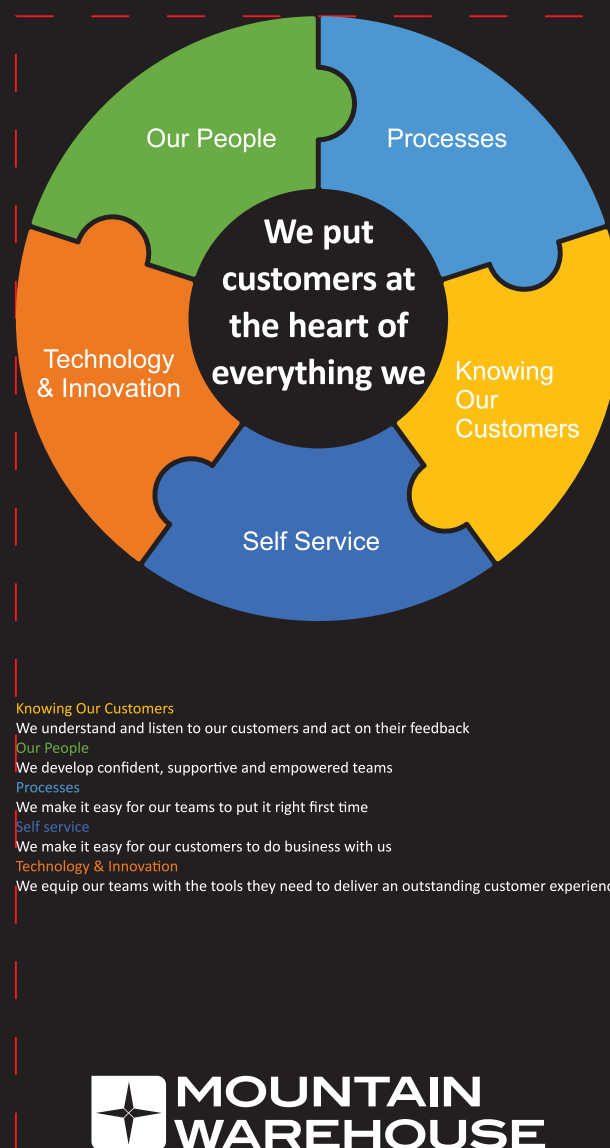 Our People
Processes
We put
customers at
the heart of
everything we
Technology
& Innovation
Knowing
Our
Customers
Self Service
Knowing Our Customers
We understand and listen to our customers and act on their feedback
Our People
We develop confident, supportive and empowered teams
Processes
We make it easy for our teams to put it right first time
Self service
We make it easy for our customers to do business with us
Technology & Innovation
We equip our teams with the tools they need to deliver an outstanding customer experienc
MOUNTAIN
WAREHOUSE